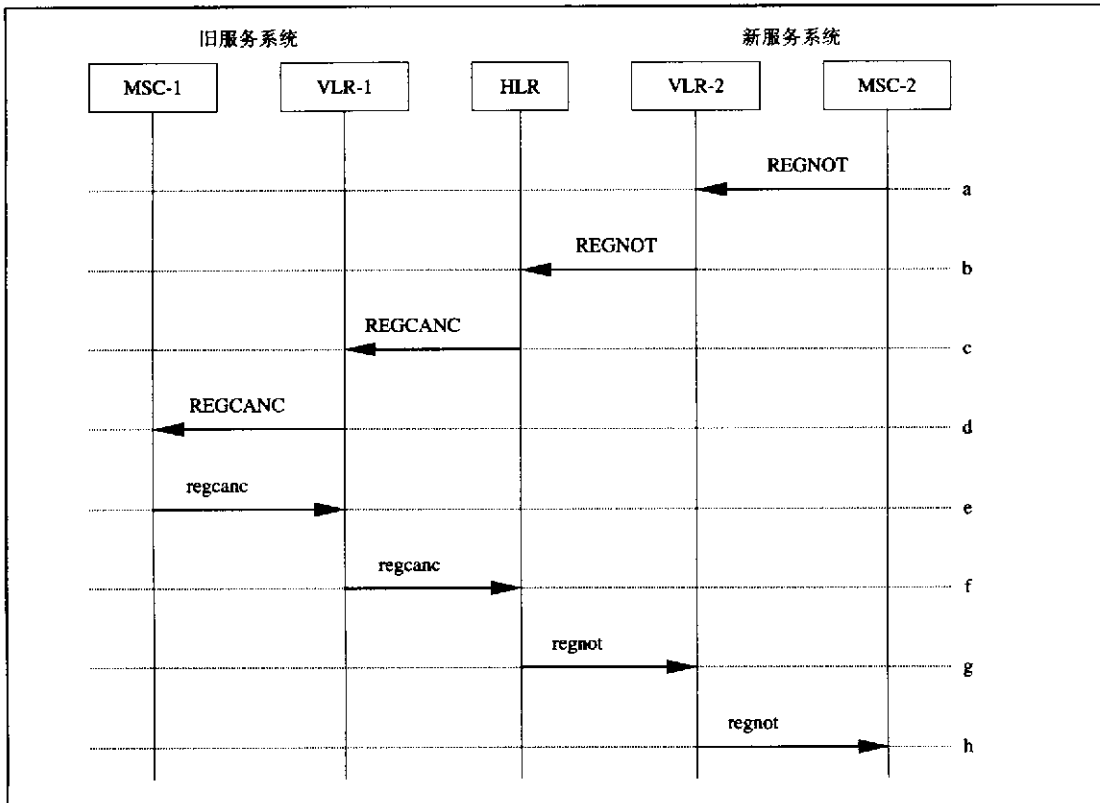 旧服务系统 新服务系统
MSC-1 VLR-1 HLR VLR-2 MSC-2
REGNOT
a
REGNOT
b
REGCANC
c
REGCANC
d
regcanc
e
regcanc
f
regnot
g
regnot
h